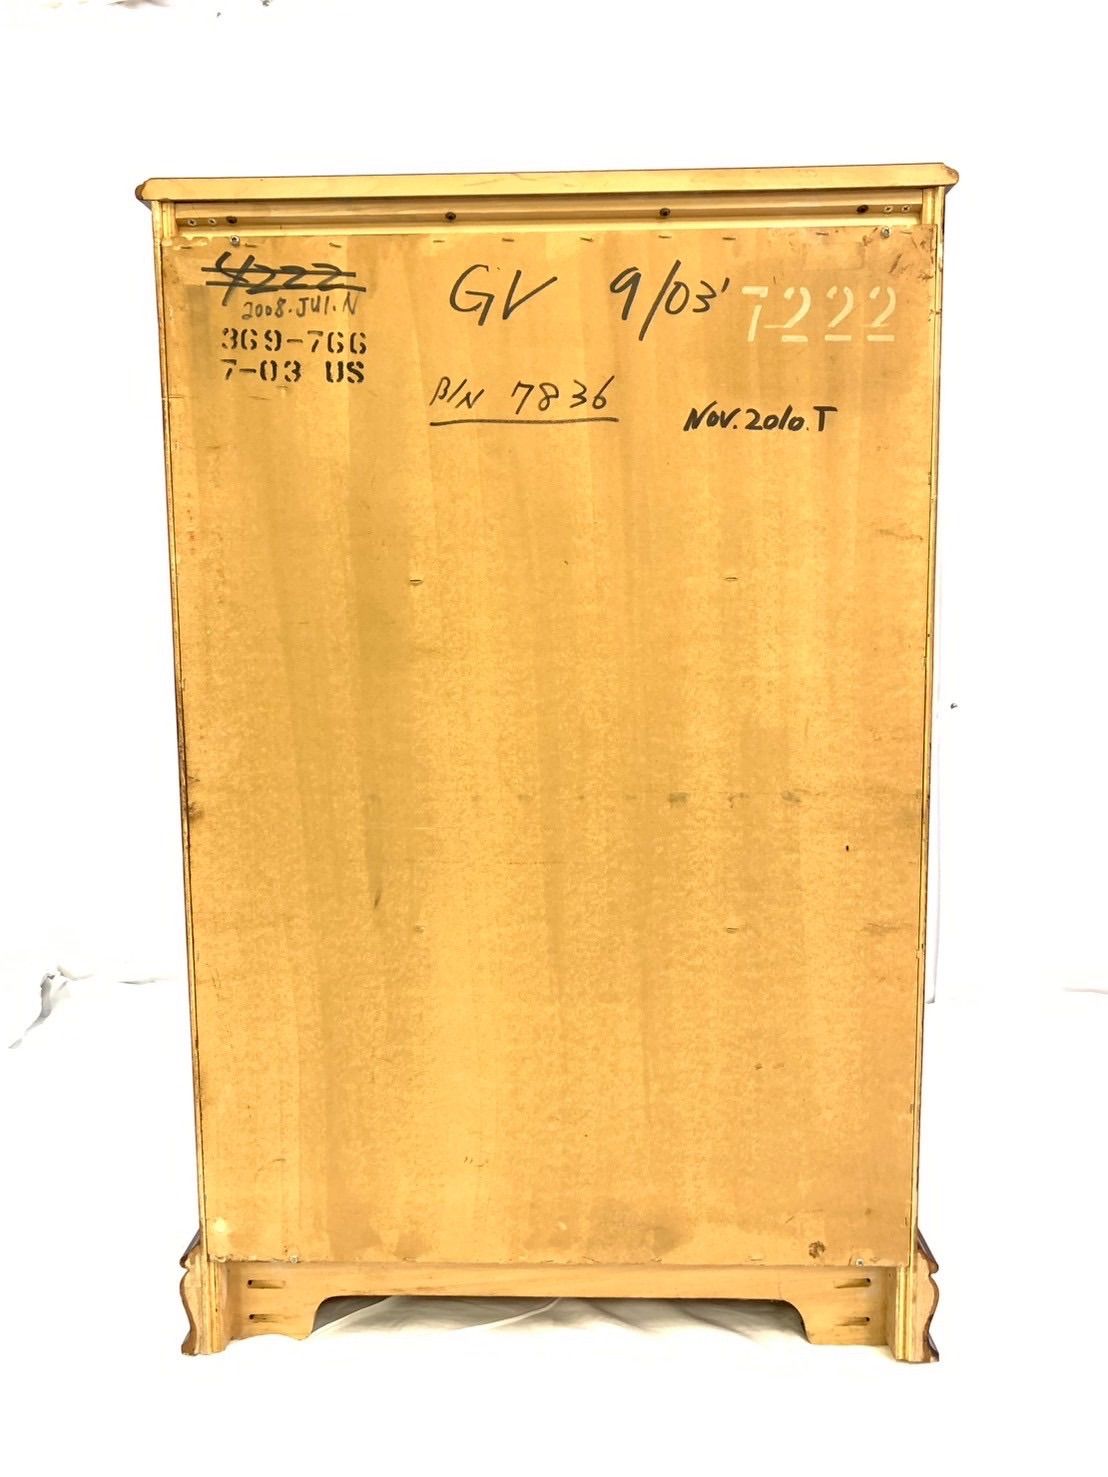 4222
2008.JUl.N
369-766
7-03 US
GV 9/03'
7222
B/N 7836
Nov.2010.T